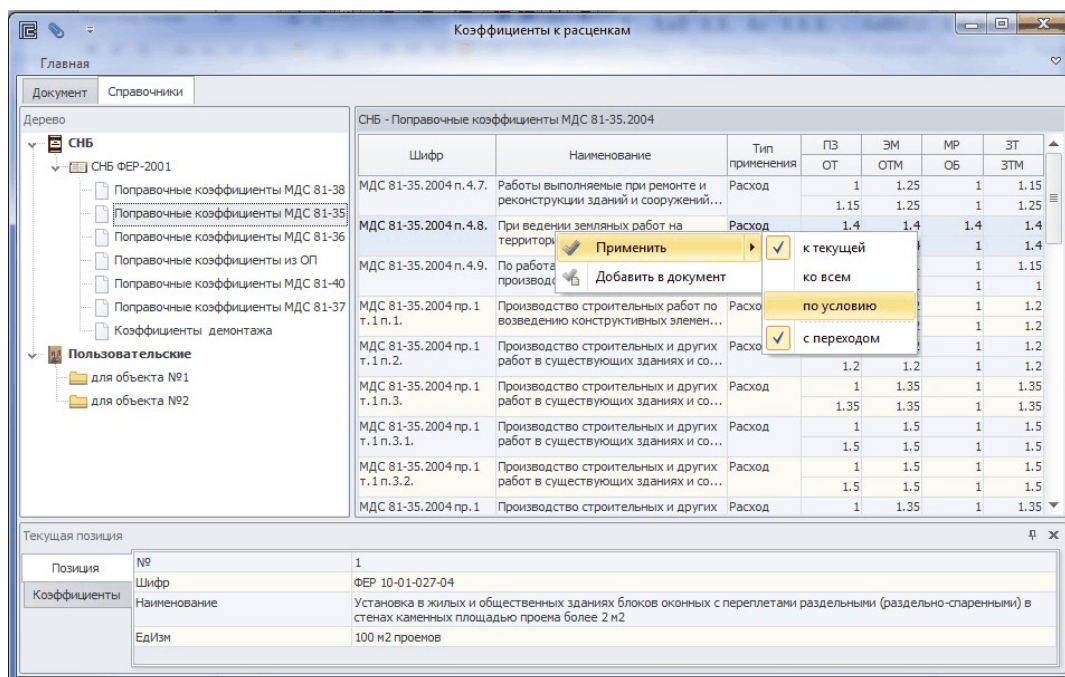 Коэффициенты к расценкам
Главная
Документ Справочники
Дерево
СНБ
СНБ ФЕР-2001
Поправочные коэффициенты МДС 81-38
Поправочные коэффициенты МДС 81-35
Поправочные коэффициенты МДС 81-36
Поправочные коэффициенты из ОП
Поправочные коэффициенты МДС 81-40
Поправочные коэффициенты МДС 81-37
Коэффициенты демонтажа
Пользовательские
для объекта №1
для объекта №2
СНБ - Поправочные коэффициенты МДС 81-35.2004
Шифр Наименование Тип применения ПЗ ЭМ МР ЗТ
ОТ ОТМ ОБ ЗТМ
МДС 81-35.2004 п.4.7. Работы выполняемые при ремонте и Расход 1 1.25 1 1.15
реконструкции зданий и сооружений... 1.15 1.25 1 1.25
МДС 81-35.2004 п.4.8. При ведении земляных работ на Расход 1.4 1.4 1.4 1.4
территори 1 1.4
МДС 81-35.2004 п.4.9. По работа 1.15
производс 1 1
Применить
Добавить в документ
к текущей
ко всем
по условию
с переходом
МДС 81-35.2004 пр.1 Производство строительных работ по Расхо 1 1.2
т.1 п.1. возведению конструктивных элемен... 1 1.2
МДС 81-35.2004 пр.1 Производство строительных и других Расхо 1 1.2
т.1 п.2. работ в существующих зданиях и со... 1.2 1.2 1 1.2
МДС 81-35.2004 пр.1 Производство строительных и других Расход 1 1.35 1 1.35
т.1 п.3. работ в существующих зданиях и со... 1.35 1.35 1 1.35
МДС 81-35.2004 пр.1 Производство строительных и других Расход 1 1.5 1 1.5
т.1 п.3.1. работ в существующих зданиях и со... 1.5 1.5 1 1.5
МДС 81-35.2004 пр.1 Производство строительных и других Расход 1 1.5 1 1.5
т.1 п.3.2. работ в существующих зданиях и со... 1.5 1.5 1 1.5
МДС 81-35.2004 пр.1 Производство строительных и других Расход 1 1.35 1 1.35
Текущая позиция
Позиция
Коэффициенты
№ 1
Шифр ФЕР 10-01-027-04
Наименование Установка в жилых и общественных зданиях блоков оконных с переплетами раздельными (раздельно-спаренными) в
стенах каменных площадью проема более 2 м2
ЕдИзм 100 м2 проемов